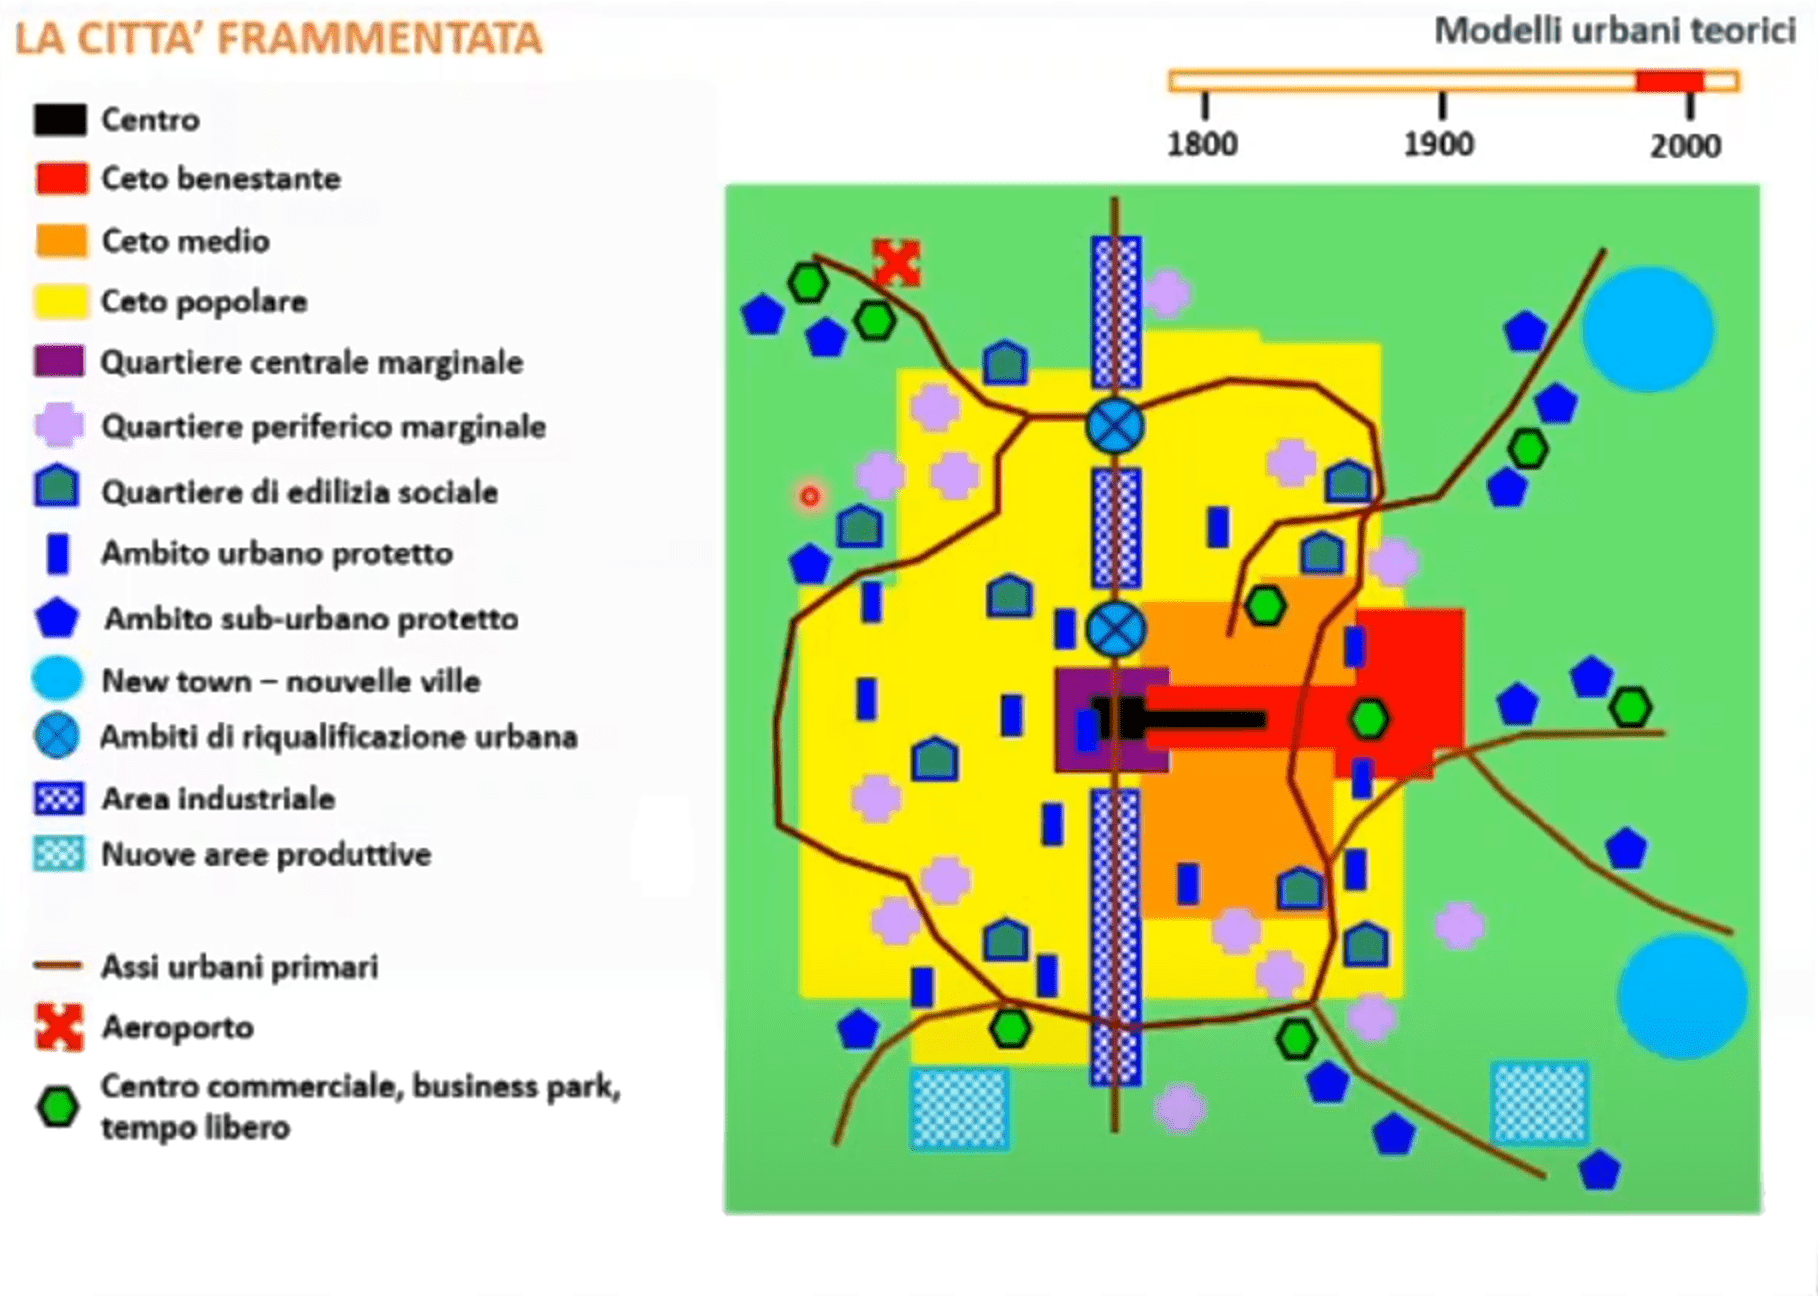 LA CITTA’ FRAMMENTATA
Modelli urbani teorici
1800 1900 2000
Centro
Ceto benestante
Ceto medio
Ceto popolare
Quartiere centrale marginale
Quartiere periferico marginale
Quartiere di edilizia sociale
Ambito urbano protetto
Ambito sub-urbano protetto
New town – nouvelle ville
Ambiti di riqualificazione urbana
Area industriale
Nuove aree produttive
Assi urbani primari
Aeroporto
Centro commerciale, business park,
tempo libero